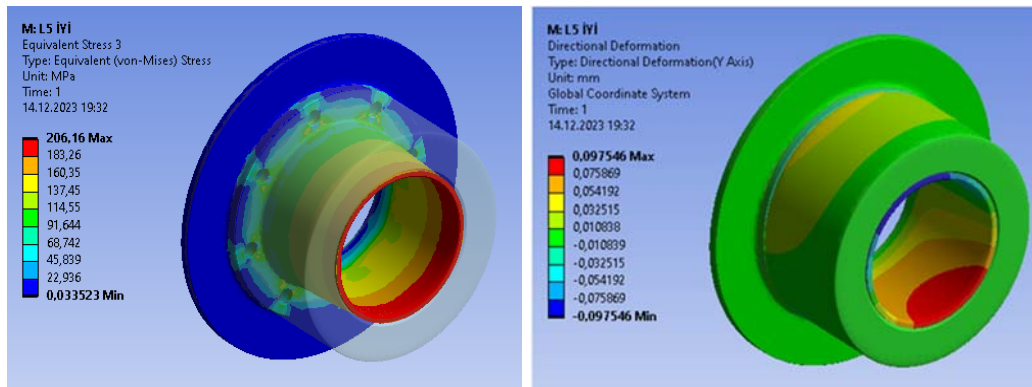 M: L5 İYİ
Equivalent Stress 3
Type: Equivalent (von-Mises) Stress
Unit: MPa
Time: 1
14.12.2023 19:32
206,16 Max
183,26
160,35
137,45
114,55
91,644
68,742
45,839
22,936
0,033523 Min
M: L5 İYİ
Directional Deformation
Type: Directional Deformation(Y Axis)
Unit: mm
Global Coordinate System
Time: 1
14.12.2023 19:32
0,097546 Max
0,075869
0,054192
0,032515
0,010838
-0,010839
-0,032515
-0,054192
-0,075869
-0,097546 Min